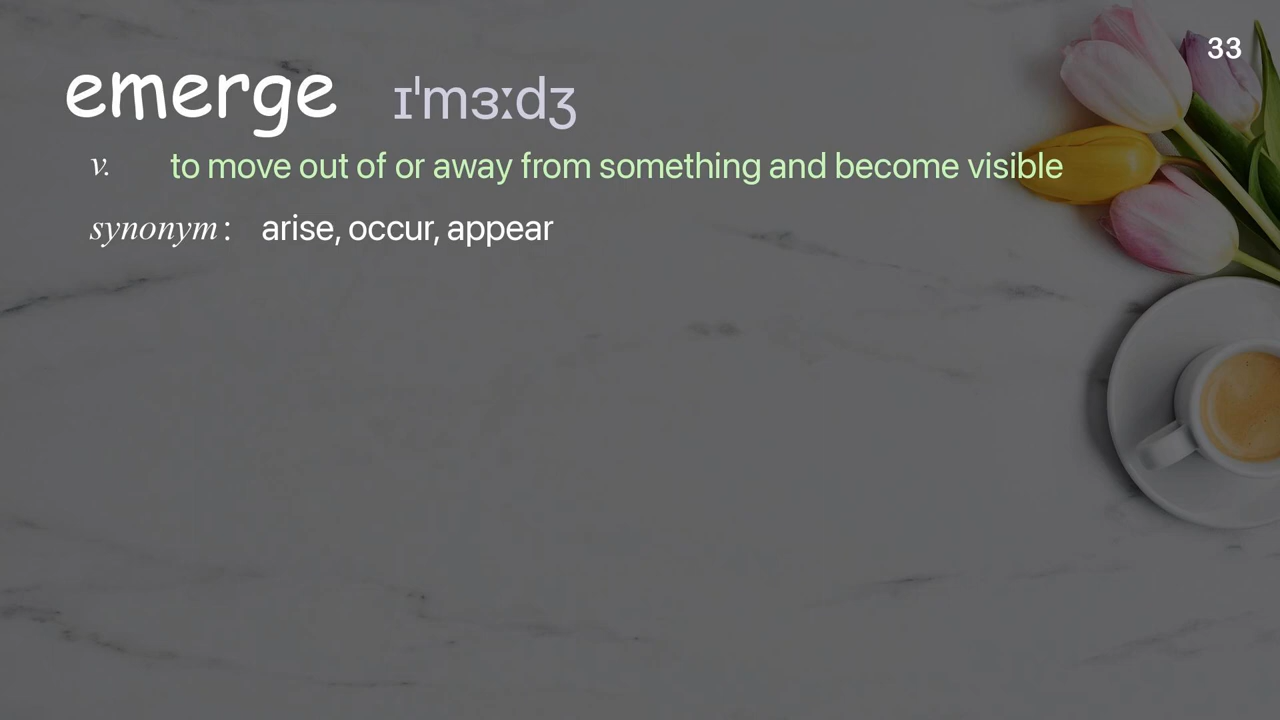 33
emerge ɪˈmɜːdʒ
v. to move out of or away from something and become visible
synonym : arise, occur, appear